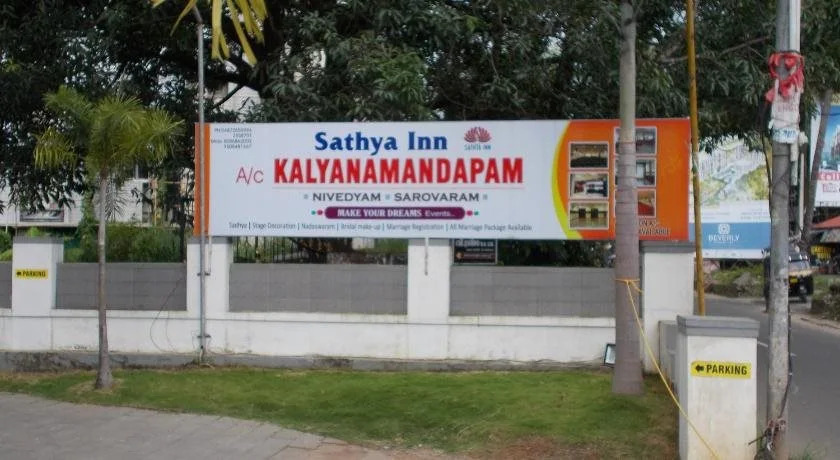 Sathya Inn
Sathya Inn
A/c KALYANAMANDAPAM
NIVEDYAM SAROVARAM
MAKE YOUR DREAMS Events..
Sadhya | Stage Decoration | Nadaswaram | Bridal make-up | Marriage Registration | All Marriage Package Available
PARKING
PARKING
BEVERLY